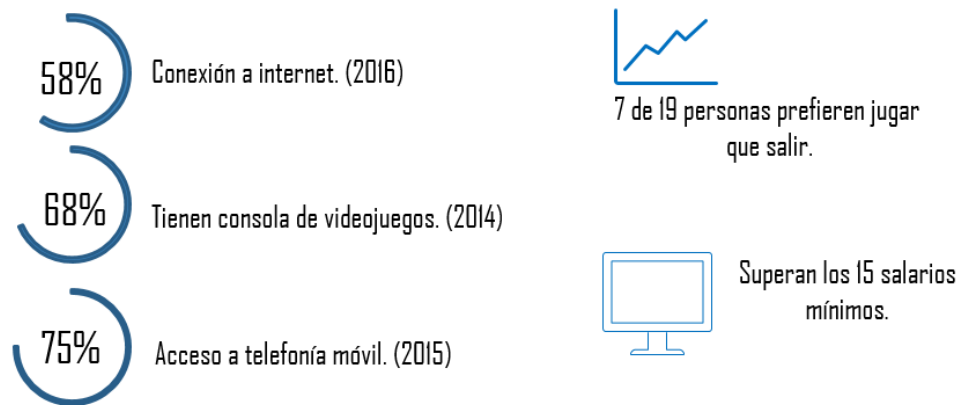 58%
Conexión a internet. (2016)
68%
Tienen consola de videojuegos. (2014)
75%
Acceso a telefonía móvil. (2015)
7 de 19 personas prefieren jugar
que salir.
Superan los 15 salarios
mínimos.